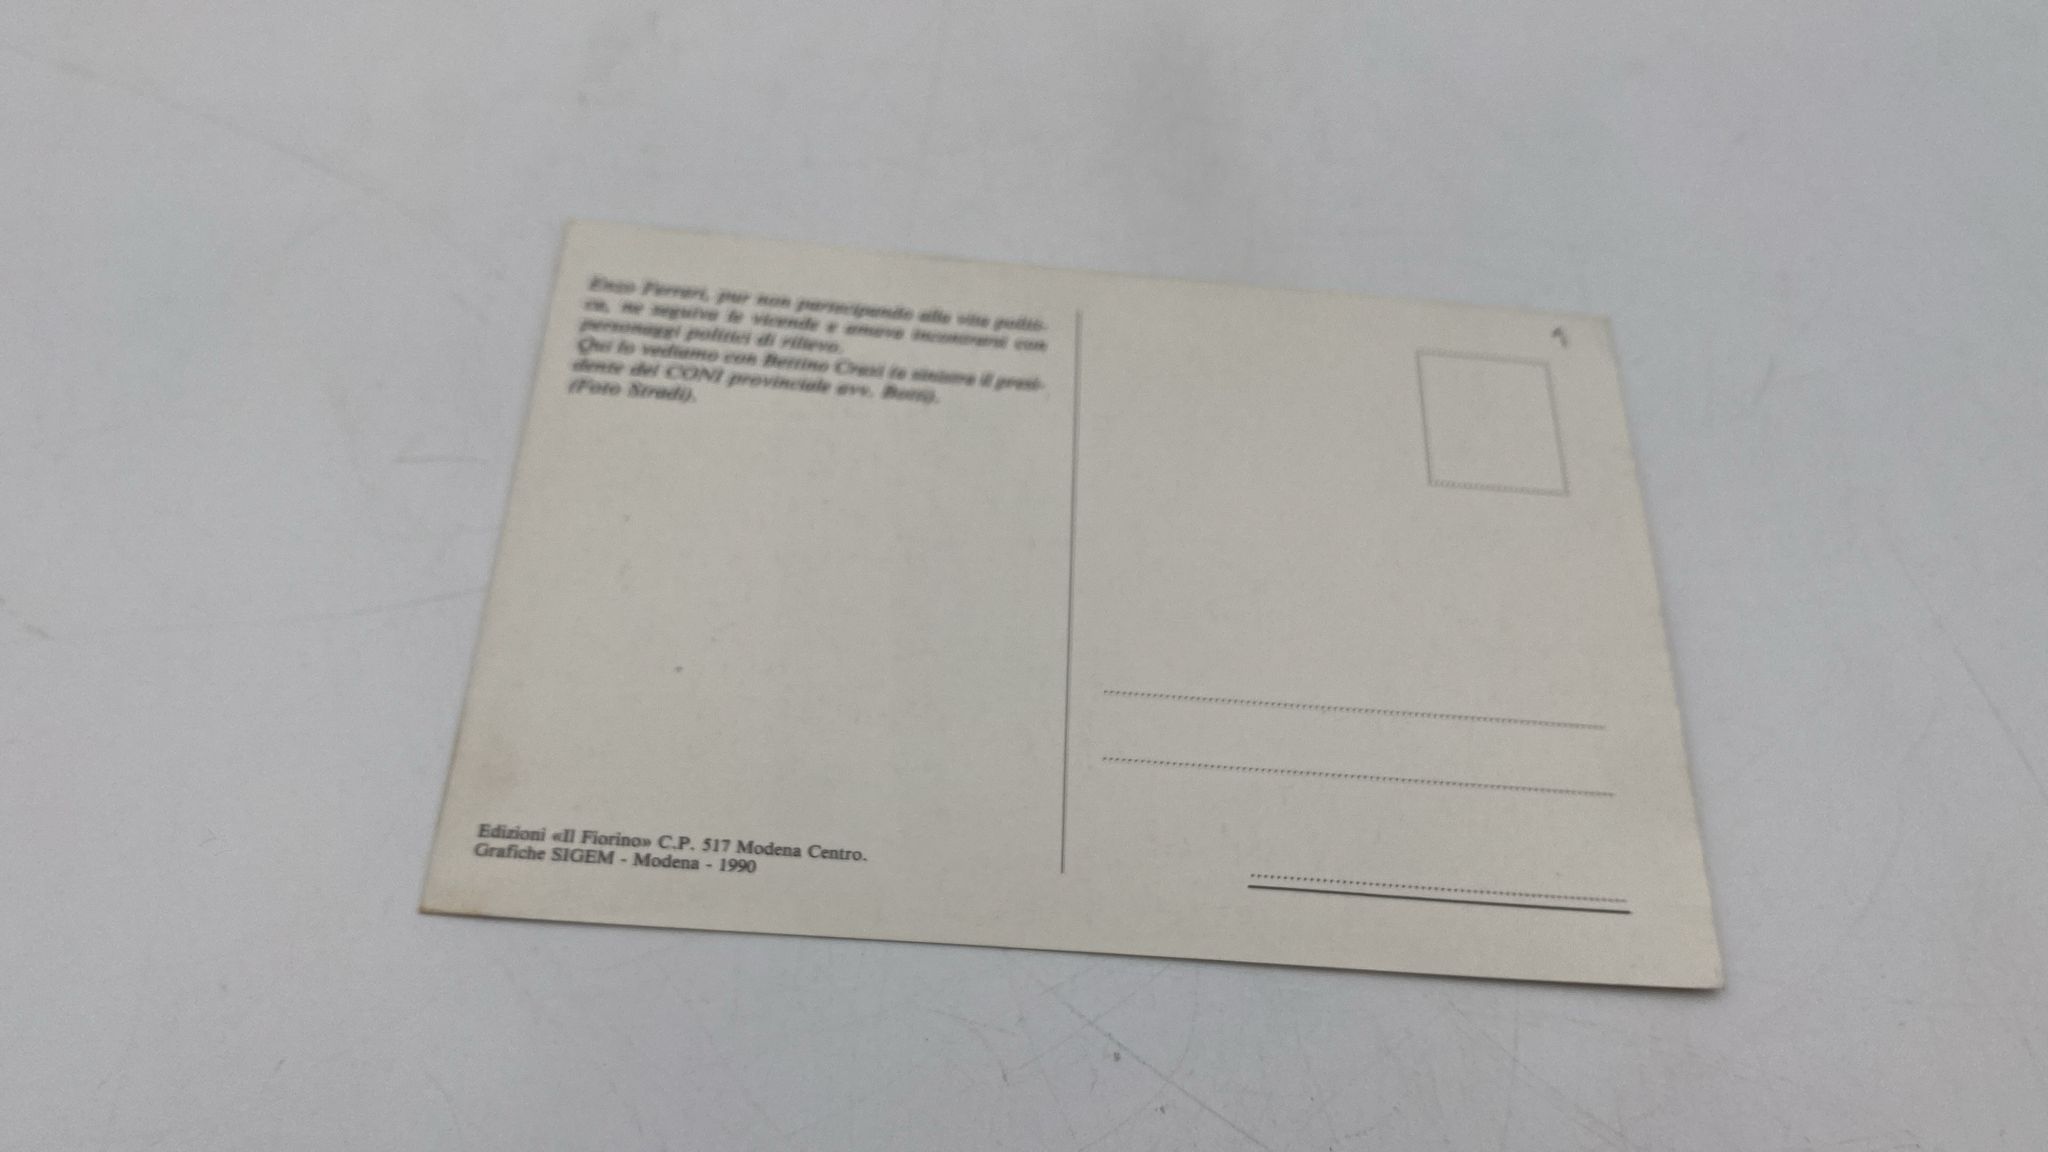 Enzo Ferrari, pur non partecipando alla vita politi-
ca, ne seguiva le vicende e amava incontrarsi con
personaggi politici di rilievo.
Qui lo vediamo con Bettino Craxi (a sinistra il presi-
dente del CONI provinciale avv. Botti).
(Foto Stradi).
Edizioni «Il Fiorino» C.P. 517 Modena Centro.
Grafiche SIGEM - Modena - 1990